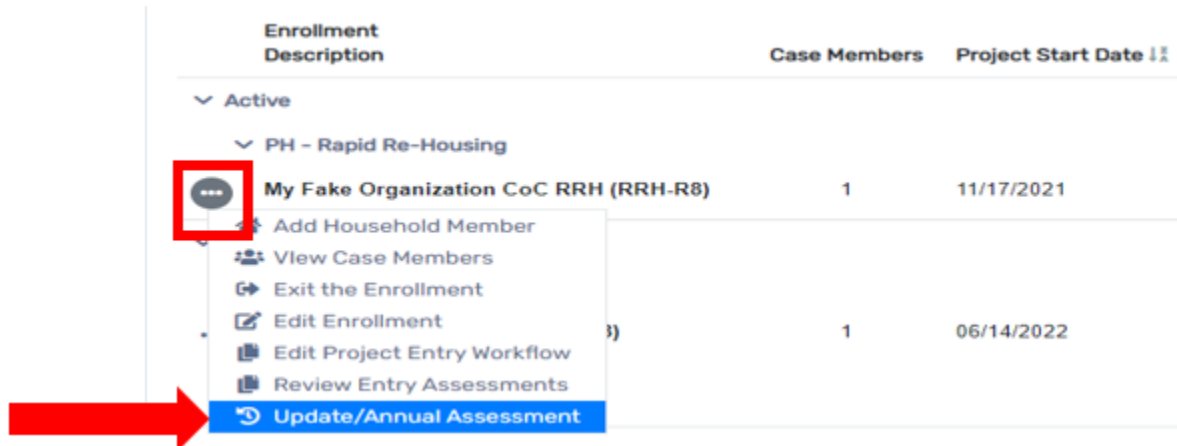 Enrollment
Description Case Members Project Start Date
Active
PH - Rapid Re-Housing
My Fake Organization CoC RRH (RRH-R8) 1 11/17/2021
Add Household Member
VIew Case Members
Exit the Enrollment
Edit Enrollment
) 1 06/14/2022
Edit Project Entry Workflow
Review Entry Assessments
Update/Annual Assessment